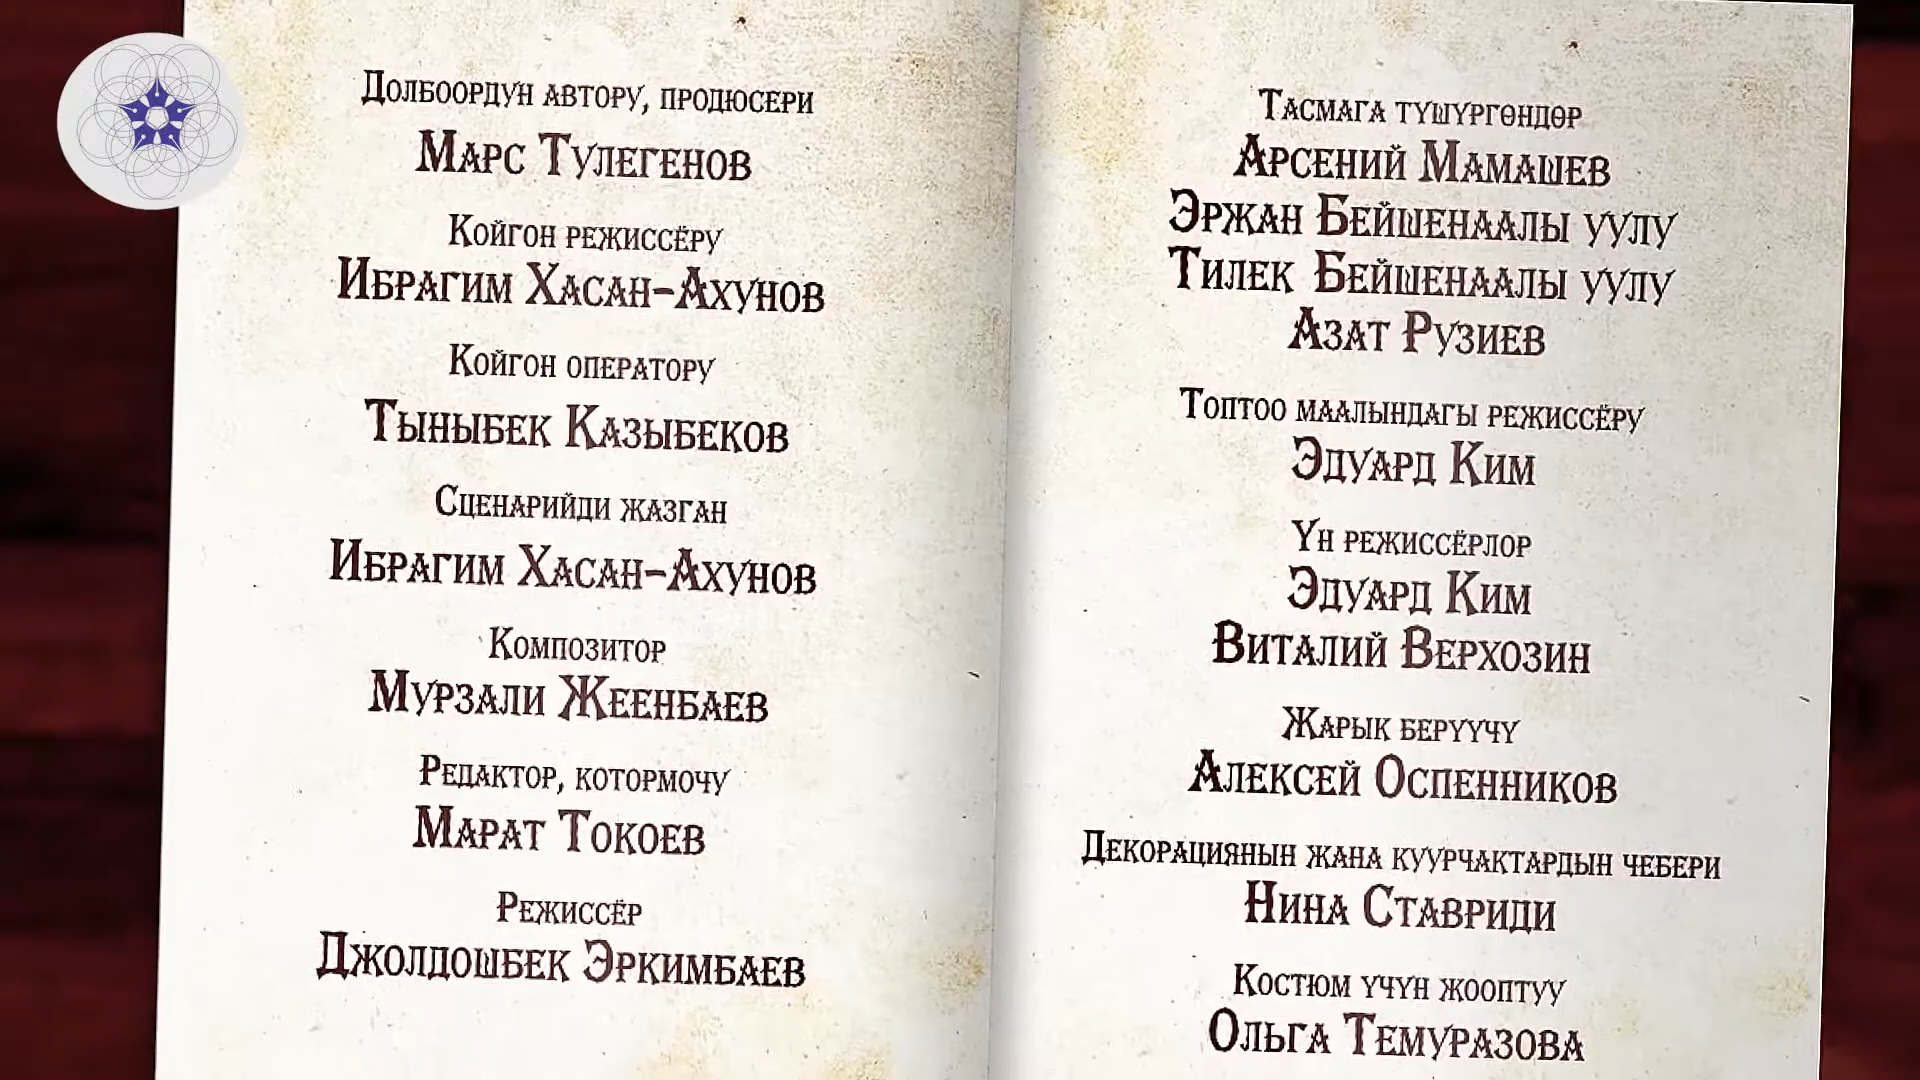 Долбоордун автору, продюсери
Марс Тулегенов
Койгон режиссёру
Ибрагим Хасан-Ахунов
Койгон оператору
Тыныбек Казыбеков
Сценарийди жазган
Ибрагим Хасан-Ахунов
Композитор
Мурзали Жеенбаев
Редактор, котормочу
Марат Токоев
Режиссёр
Джолдошбек Эркимбаев
Тасмага түшүргөндөр
Арсений Мамашев
Эржан Бейшенаалы уулу
Тилек Бейшенаалы уулу
Азат Рузиев
Топтоо маалындагы режиссёру
Эдуард Ким
Үн режиссёрлор
Эдуард Ким
Виталий Верхозин
Жарык берүүчү
Алексей Оспенников
Декорациянын жана куурчактардын чебери
Нина Ставриди
Костюм үчүн жооптуу
Ольга Темуразова